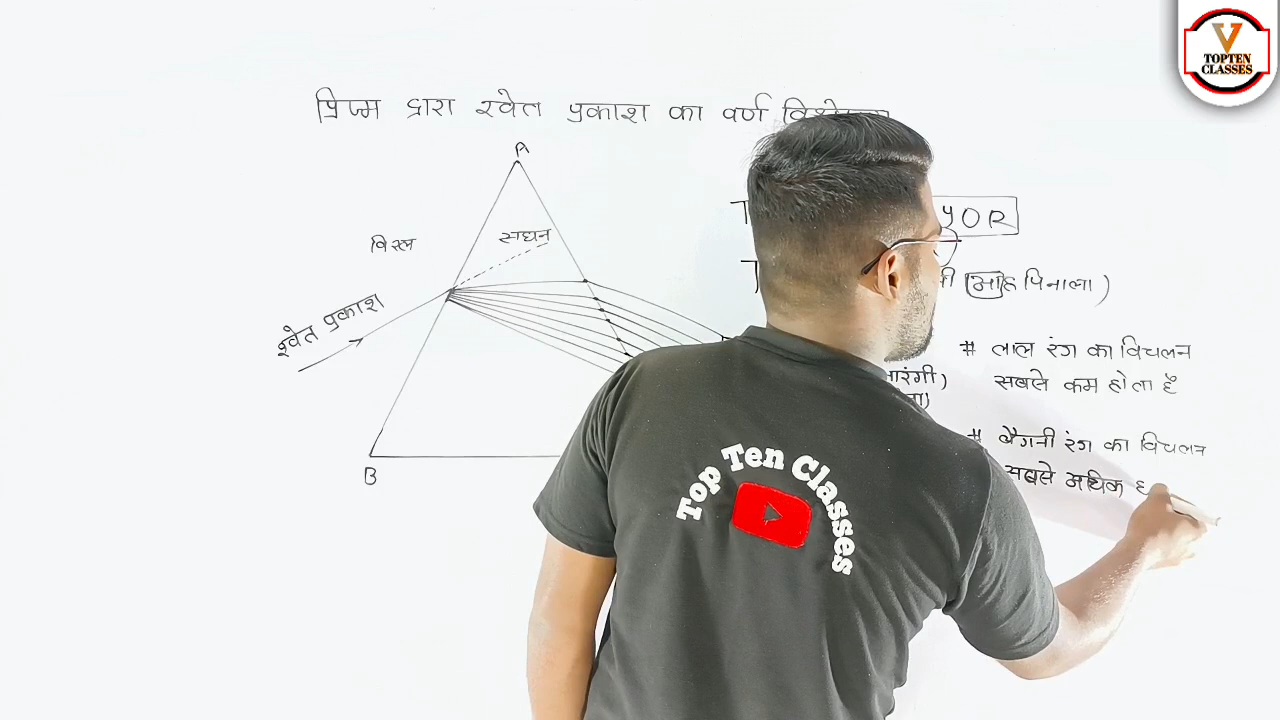 V
TOPTEN
CLASSES
प्रिज्म द्वारा श्वेत प्रकाश का वर्ण
A
विरल
सघन
YOR
पिनाला)
श्वेत प्रकाश
# लाल रंग का विचलन
सबसे कम होता है
# बैगनी रंग का विचलन
सबसे अधिक ह
B
Top Ten Classes